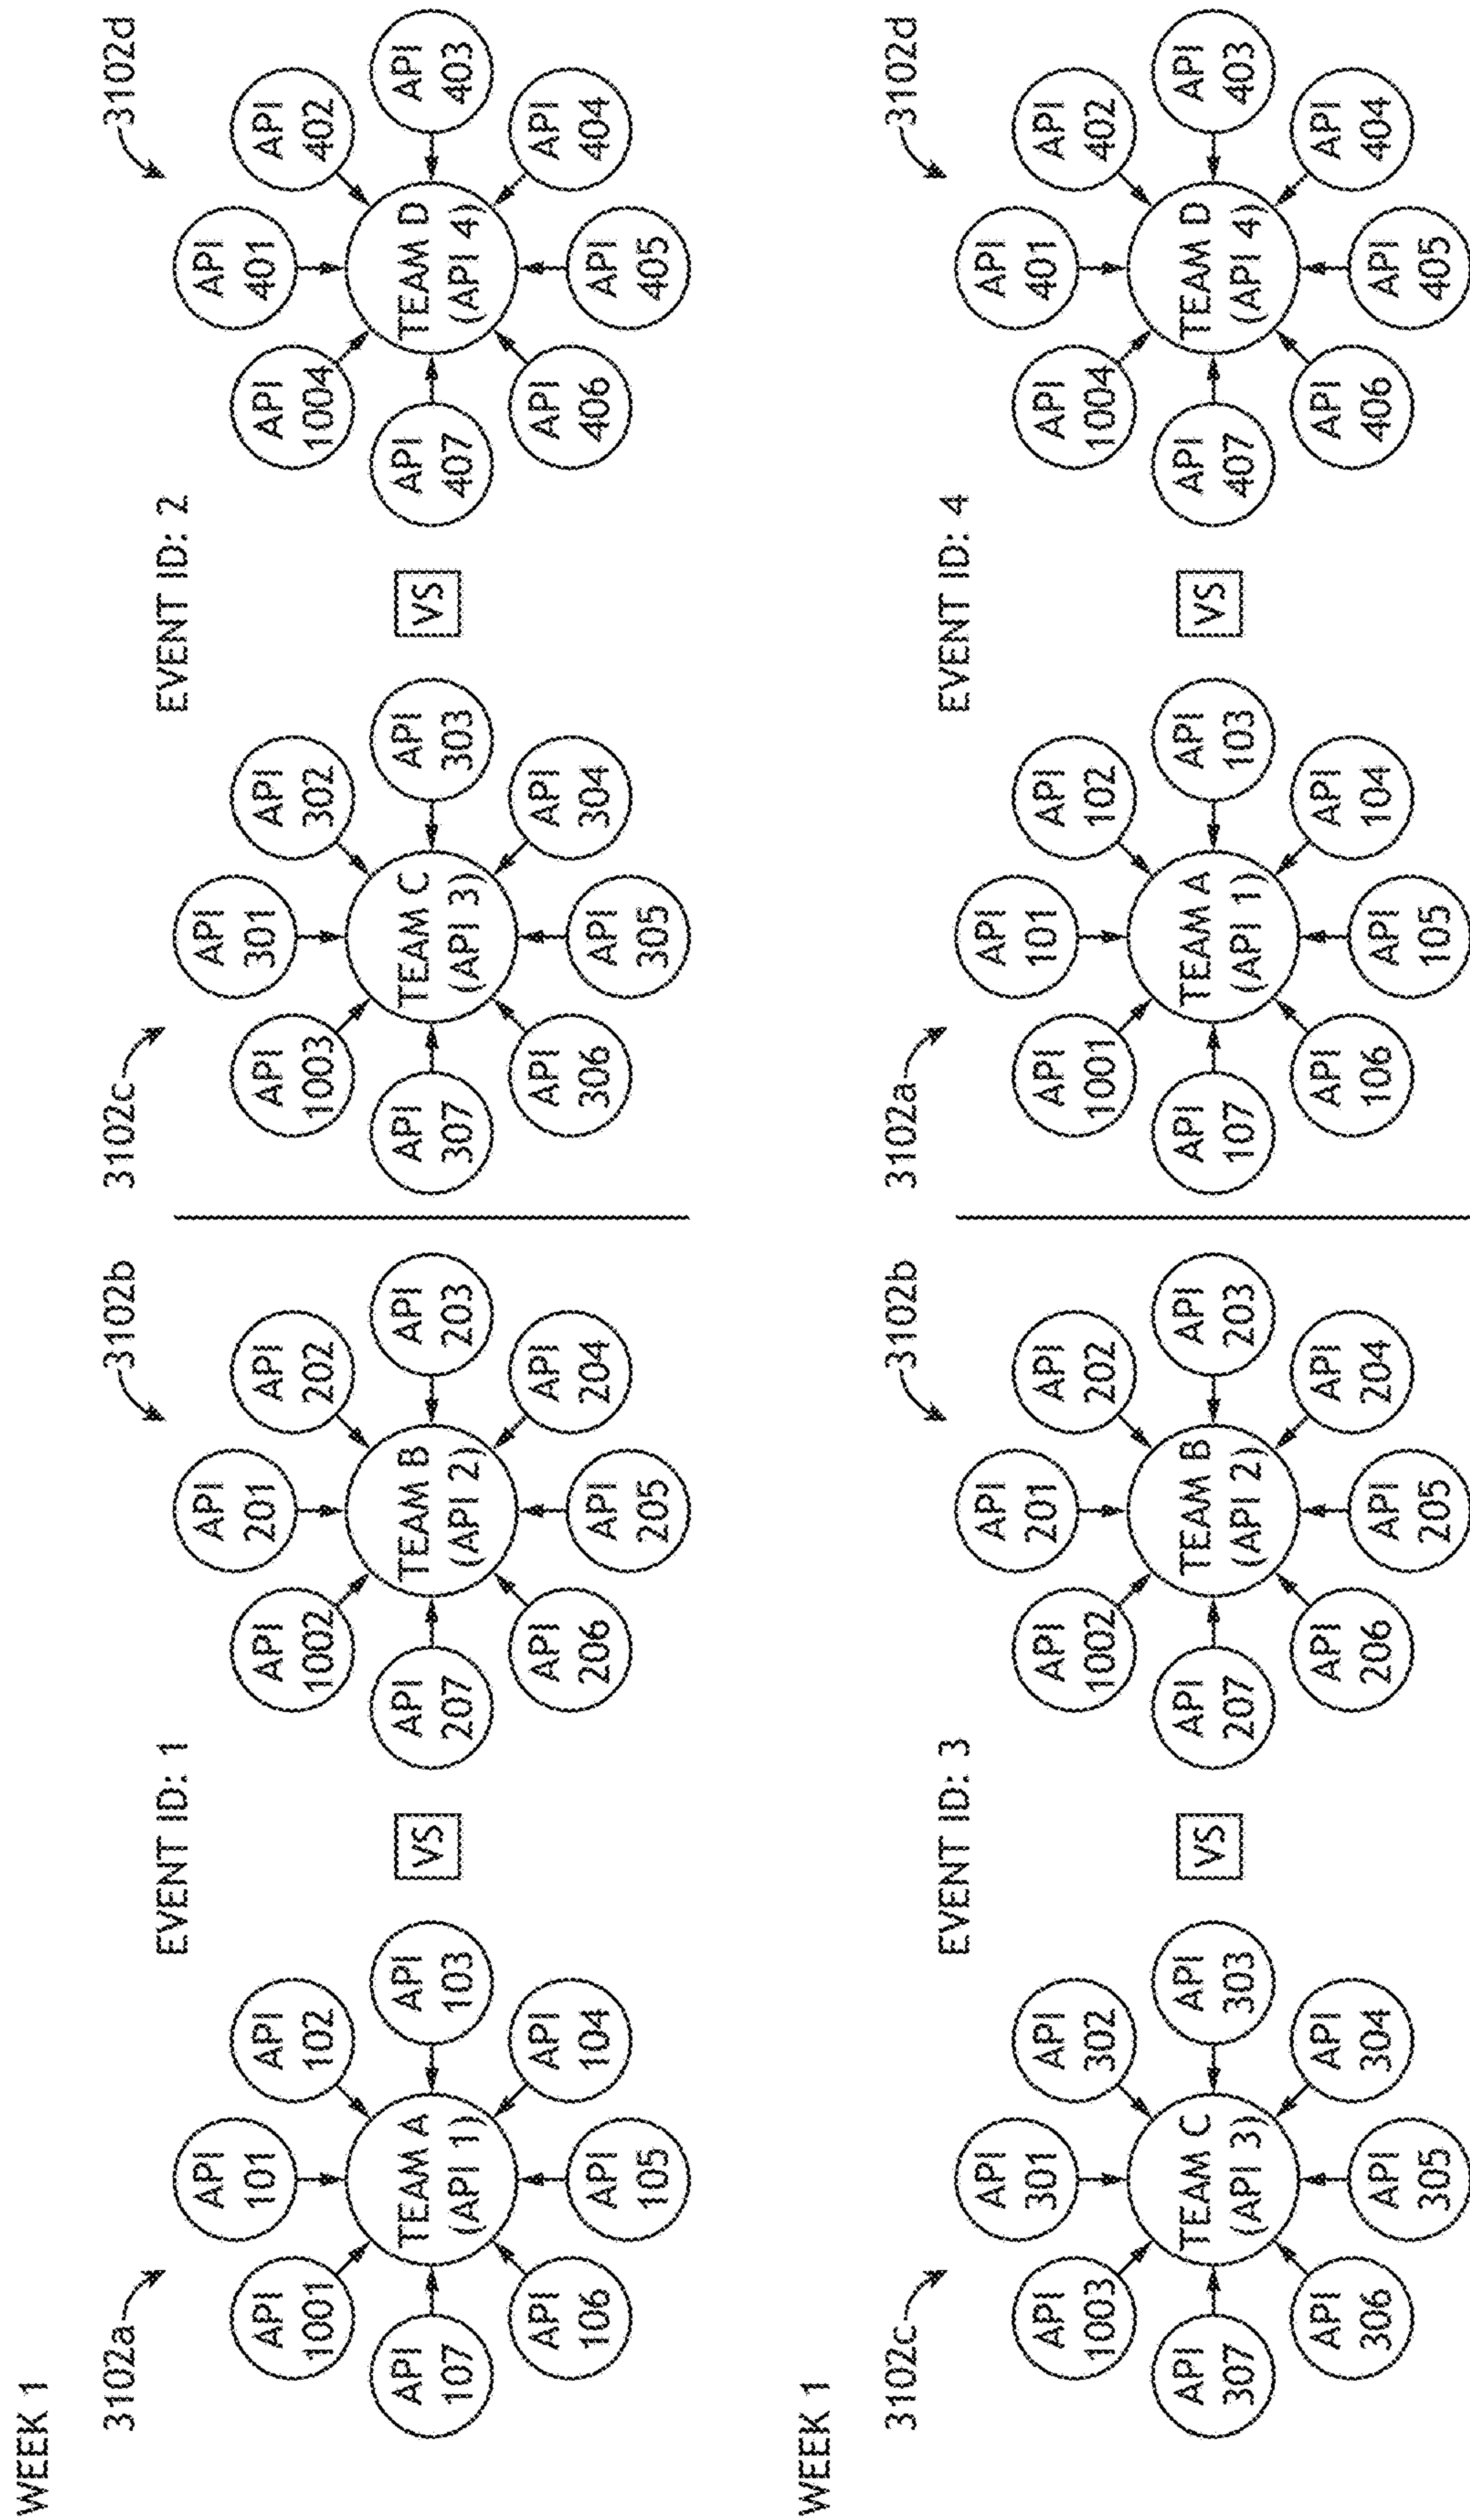 WEEK 1
3102a
3102b
3102c
3102d
EVENT ID: 1
EVENT ID: 2
API
101
API
102
API
103
API
104
API
105
API
106
API
107
API
1001
TEAM A
(API 1)
VS
API
201
API
202
API
203
API
204
API
205
API
206
API
207
API
1002
TEAM B
(API 2)
API
301
API
302
API
303
API
304
API
305
API
306
API
307
API
1003
TEAM C
(API 3)
VS
API
401
API
402
API
403
API
404
API
405
API
406
API
407
API
1004
TEAM D
(API 4)
WEEK 1
3102c
3102b
3102a
3102d
EVENT ID: 3
EVENT ID: 4
API
301
API
302
API
303
API
304
API
305
API
306
API
307
API
1003
TEAM C
(API 3)
VS
API
201
API
202
API
203
API
204
API
205
API
206
API
207
API
1002
TEAM B
(API 2)
API
101
API
102
API
103
API
104
API
105
API
106
API
107
API
1001
TEAM A
(API 1)
VS
API
401
API
402
API
403
API
404
API
405
API
406
API
407
API
1004
TEAM D
(API 4)